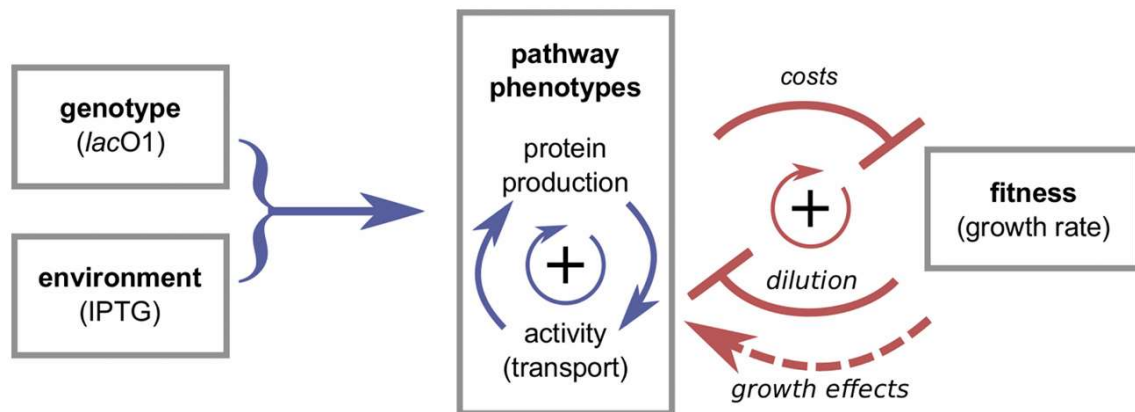 genotype
(lacO1)
environment
(IPTG)
pathway
phenotypes
protein
production
+
activity
(transport)
costs
+
dilution
growth effects
fitness
(growth rate)